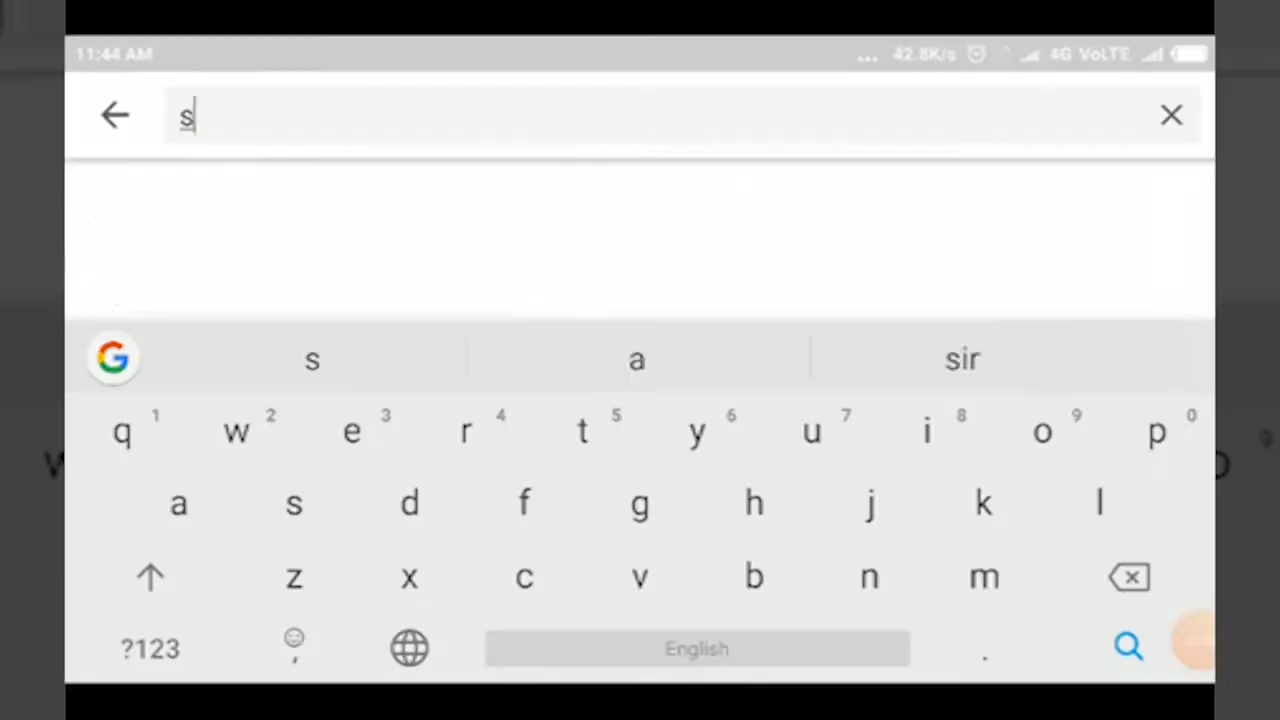 11:44 AM ... 42.8K/s 4G VoLTE
s
s a sir
q 1 w 2 e 3 r 4 t 5 y 6 u 7 i 8 o 9 p 0
a s d f g h j k l
z x c v b n m
?123 , English .